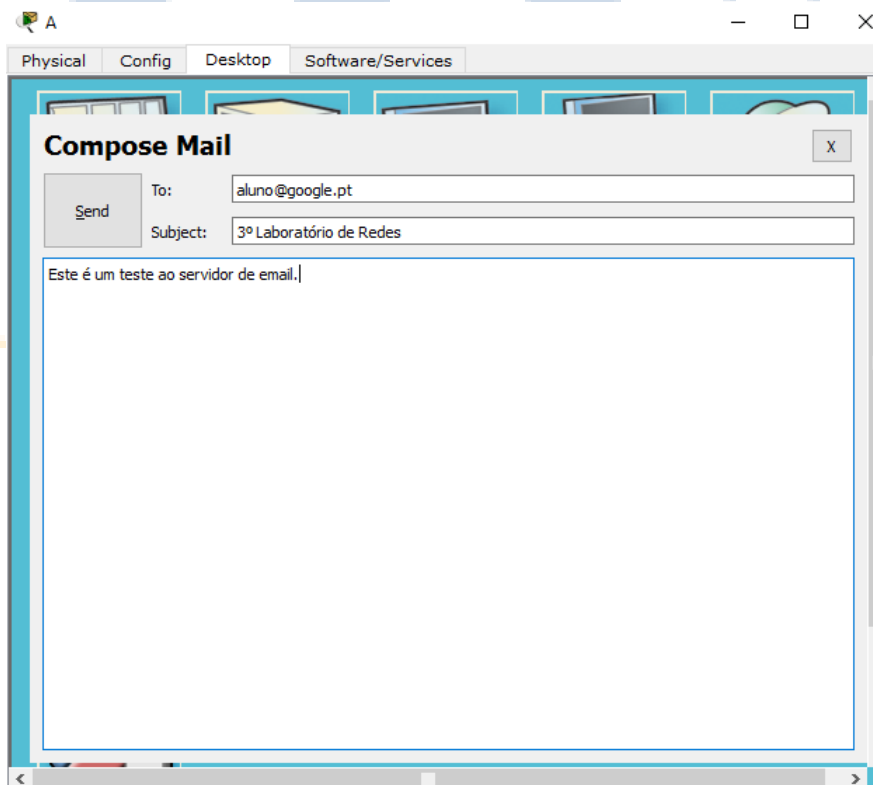 A
Physical Config Desktop Software/Services
Compose Mail
X
Send
To:
aluno@google.pt
Subject:
3º Laboratório de Redes
Este é um teste ao servidor de email.